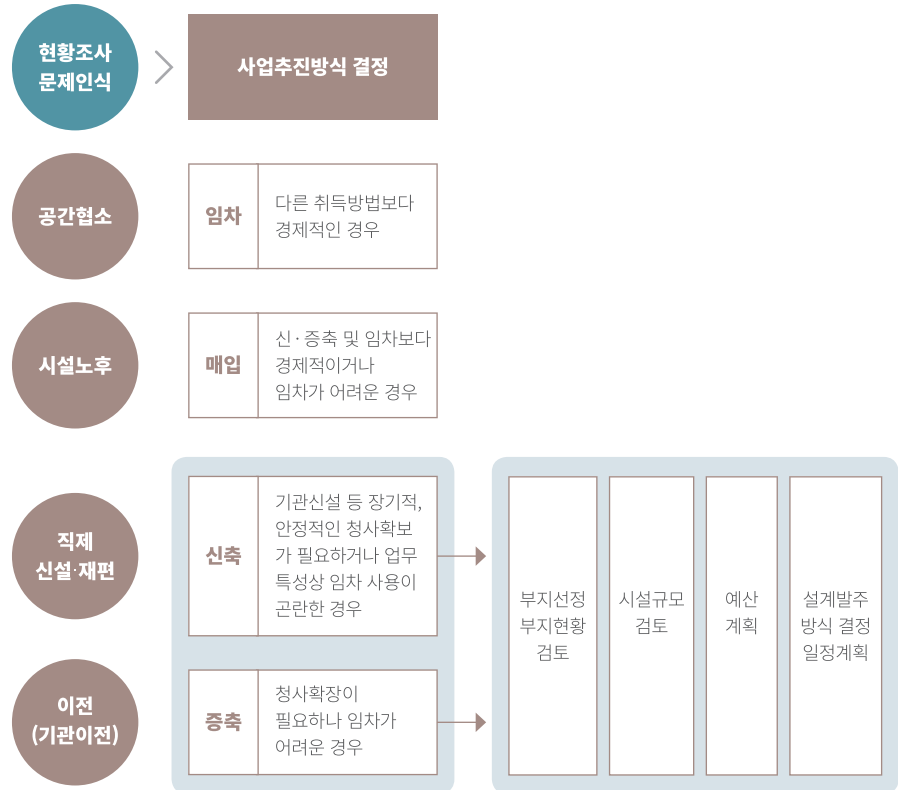 현황조사
문제인식
사업추진방식 결정
공간협소
임차
다른 취득방법보다
경제적인 경우
시설노후
매입
신·증축 및 임차보다
경제적이거나
임차가 어려운 경우
직제
신설·재편
신축
기관신설 등 장기적,
안정적인 청사확보
가 필요하거나 업무
특성상 임차 사용이
곤란한 경우
이전
(기관이전)
증축
청사확장이
필요하나 임차가
어려운 경우
부지선정
부지현황
검토
시설규모
검토
예산
계획
설계발주
방식 결정
일정계획